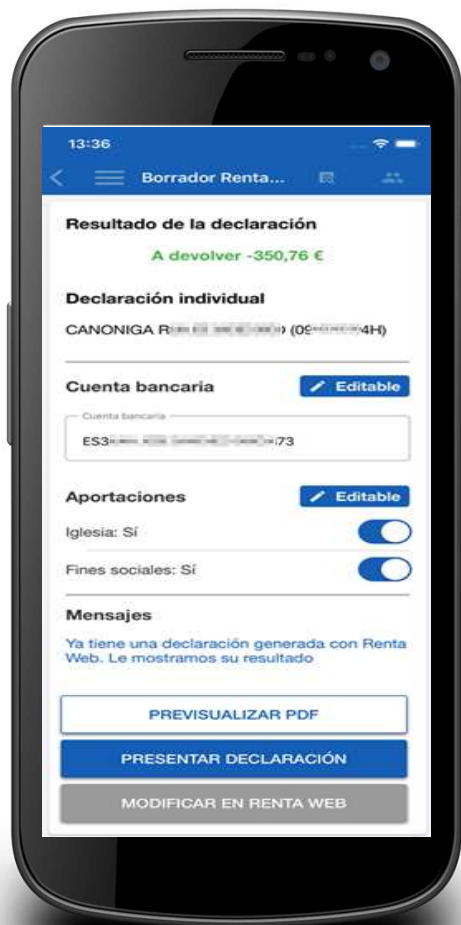 13:36
Borrador Renta...
Resultado de la declaración
A devolver -350,76 €
Declaración individual
CANONIGA
Cuenta bancaria
Editable
Cuenta bancaria
Aportaciones
Editable
Iglesia: Sí
Fines sociales: Sí
Mensajes
Ya tiene una declaración generada con Renta
Web. Le mostramos su resultado
PREVISUALIZAR PDF
PRESENTAR DECLARACIÓN
MODIFICAR EN RENTA WEB